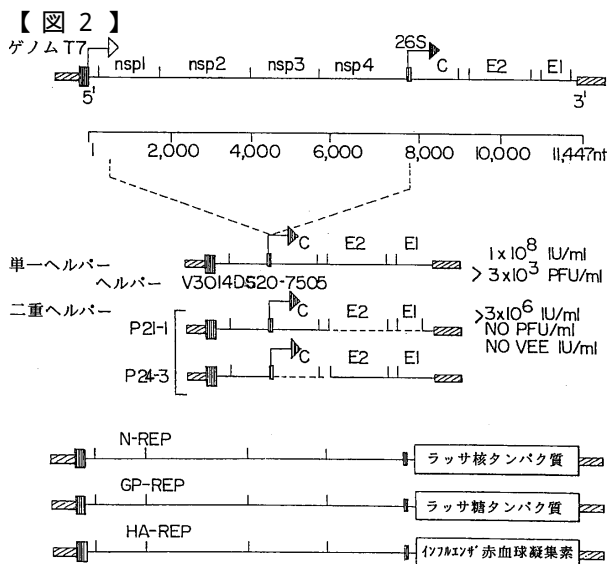 【図2】
ゲノム T7 26S
nsp1 nsp2 nsp3 nsp4 C E2 E1
5' 3'
1 2,000 4,000 6,000 8,000 10,000 11,447nt
C E2 E1
単一ヘルパー
1 x 10⁸ IU/ml
ヘルパー V3014DS20-7505
> 3x10³ PFU/ml
二重ヘルパー
C E2 E1
P21-1
>3x10⁶ IU/ml
NO PFU/ml
NO VEE IU/ml
C E2 E1
P24-3
N-REP
ラッサ核タンパク質
GP-REP
ラッサ糖タンパク質
HA-REP
インフルエンザ赤血球凝集素